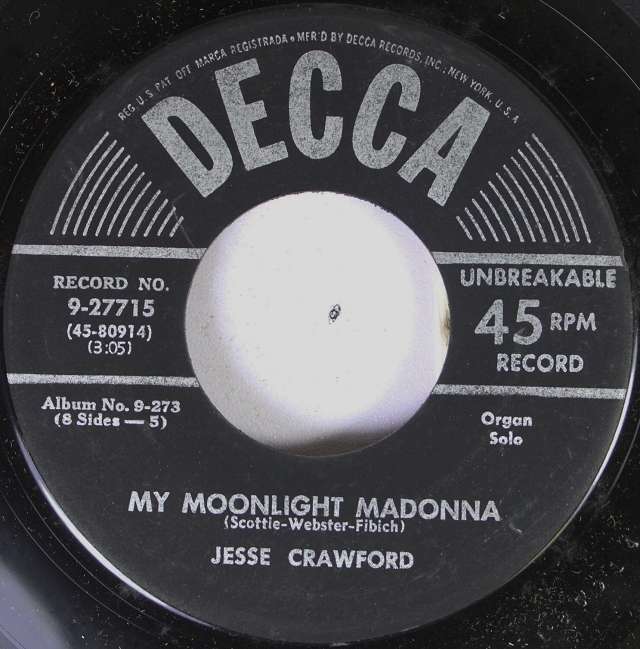 REG. U.S. PAT. OFF. MARCA REGISTRADA • MFR'D BY DECCA RECORDS, INC., NEW YORK, U.S.A.
DECCA
RECORD NO.
9-27715
(45-80914)
(3:05)
UNBREAKABLE
45 RPM
RECORD
Album No. 9-273
(8 Sides — 5)
Organ
Solo
MY MOONLIGHT MADONNA
(Scottie-Webster-Fibich)
JESSE CRAWFORD